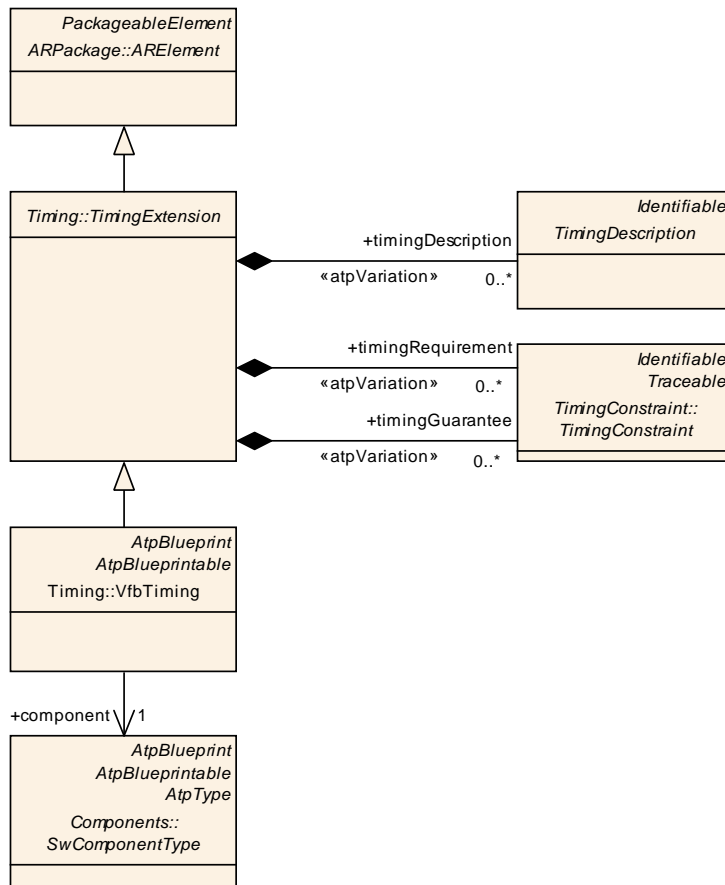 PackageableElement
ARPackage::ARElement
Timing::TimingExtension
Identifiable
TimingDescription
+timingDescription
«atpVariation» 0..*
+timingRequirement
«atpVariation» 0..*
Identifiable
Traceable
TimingConstraint::
TimingConstraint
+timingGuarantee
«atpVariation» 0..*
AtpBlueprint
AtpBlueprintable
Timing::VfbTiming
+component 1
AtpBlueprint
AtpBlueprintable
AtpType
Components::
SwComponentType